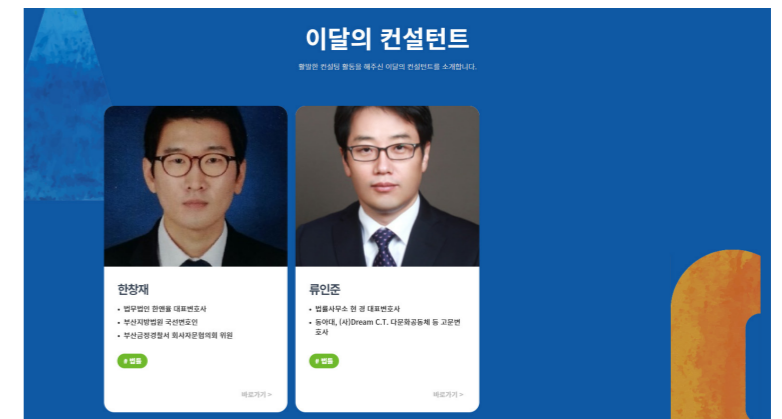 이달의 컨설턴트
활발한 컨설팅 활동을 해주신 이달의 컨설턴트를 소개합니다.
한창재
• 법무법인 한앤율 대표변호사
• 부산지방법원 국선변호인
• 부산금정경찰서 회사자문협의회 위원
# 법률
바로가기 >
류인준
• 법률사무소 현 경 대표변호사
• 동아대, (사)Dream C.T. 다문화공동체 등 고문변
호사
# 법률
바로가기 >